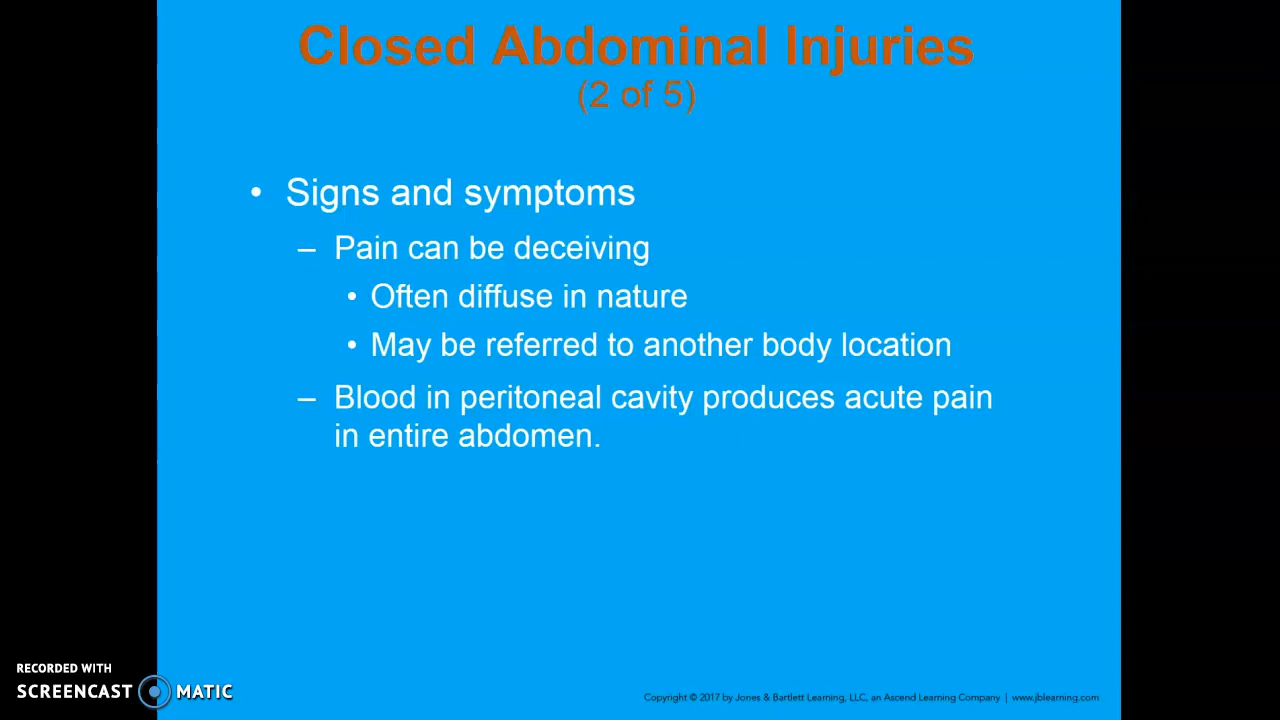 Closed Abdominal Injuries
(2 of 5)
• Signs and symptoms
– Pain can be deceiving
• Often diffuse in nature
• May be referred to another body location
– Blood in peritoneal cavity produces acute pain
in entire abdomen.
RECORDED WITH
SCREENCAST MATIC
Copyright © 2017 by Jones & Bartlett Learning, LLC, an Ascend Learning Company | www.jblearning.com